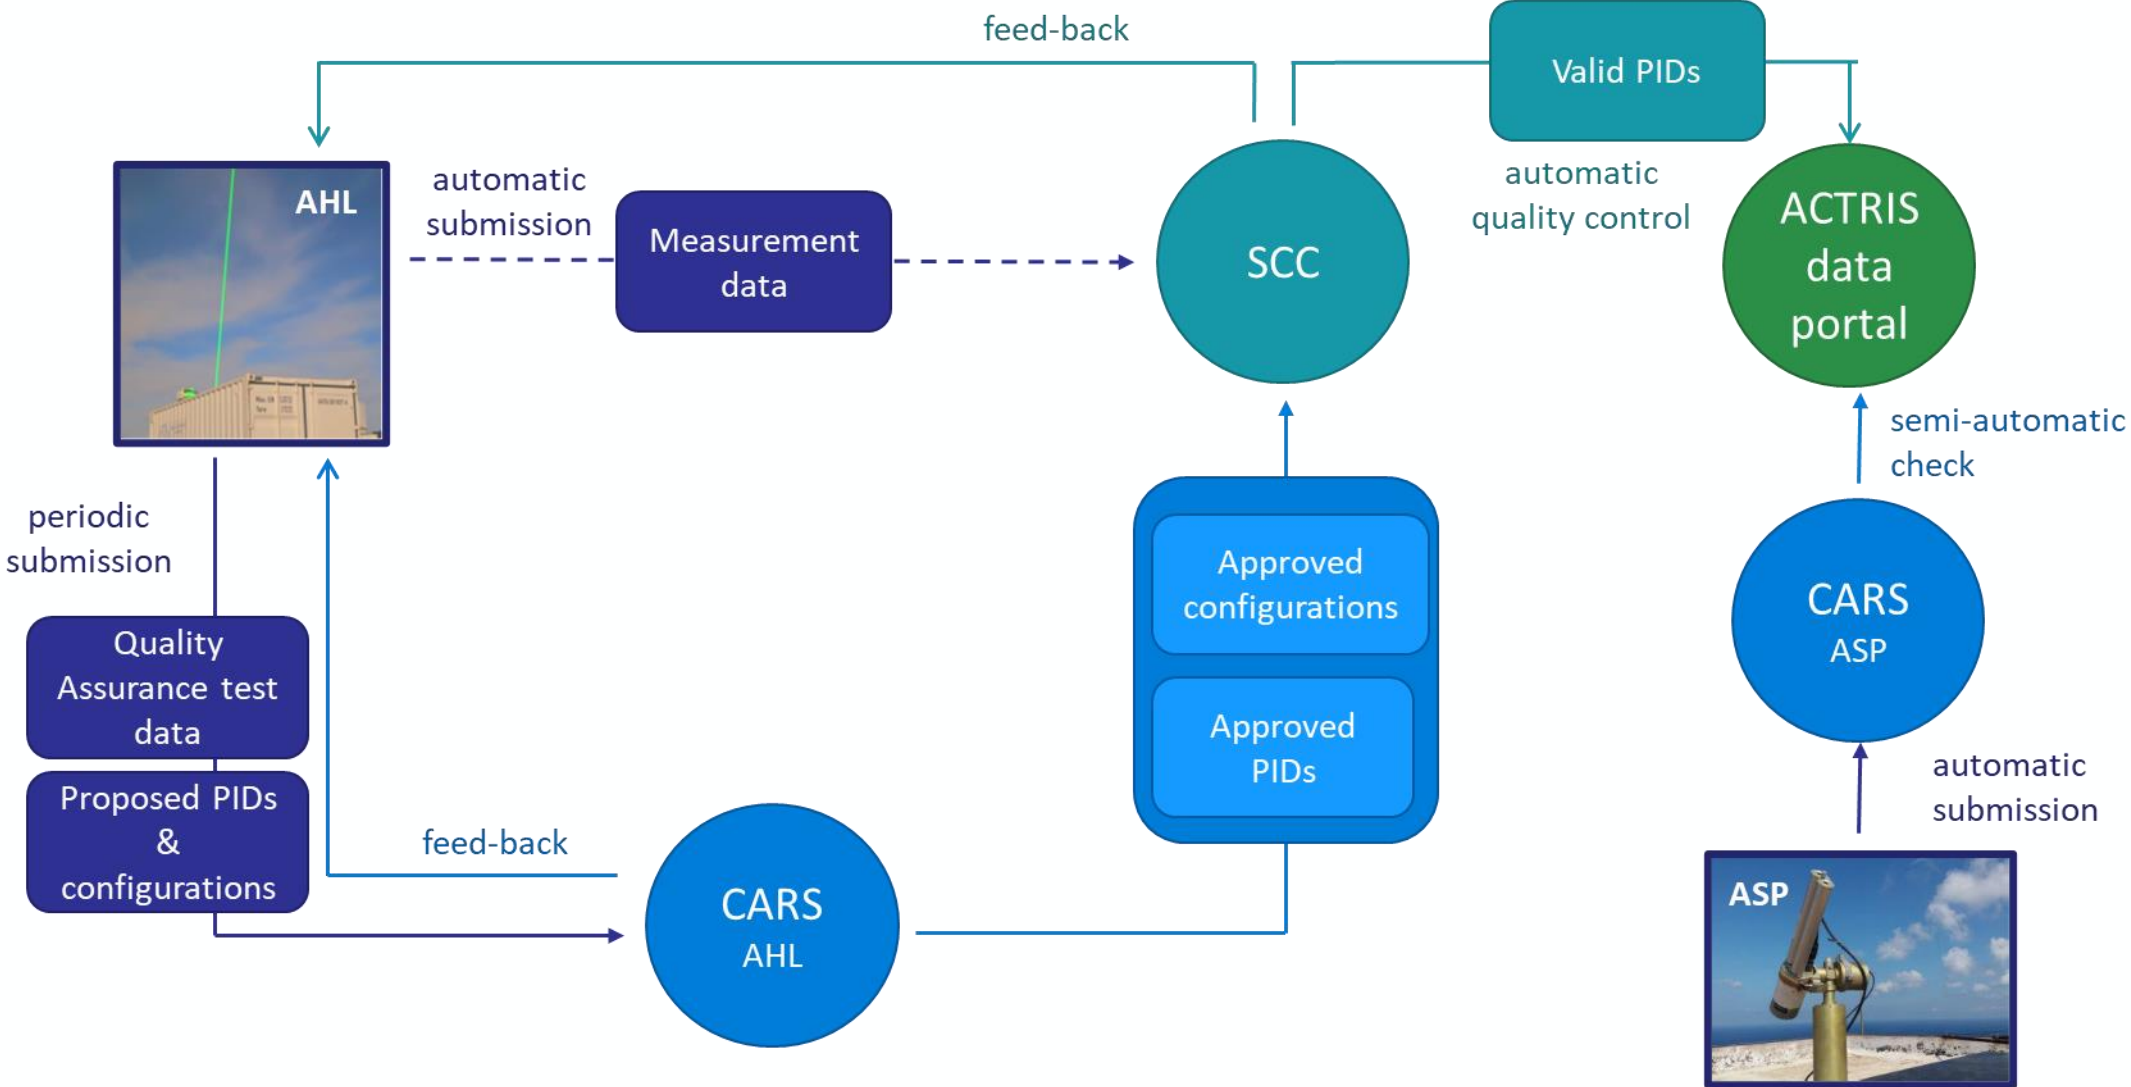 feed-back
Valid PIDs
AHL
automatic
submission
Measurement
data
SCC
automatic
quality control
ACTRIS
data
portal
semi-automatic
check
periodic
submission
Approved
configurations
CARS
ASP
Quality
Assurance test
data
Approved
PIDs
automatic
submission
Proposed PIDs
&
configurations
feed-back
CARS
AHL
ASP